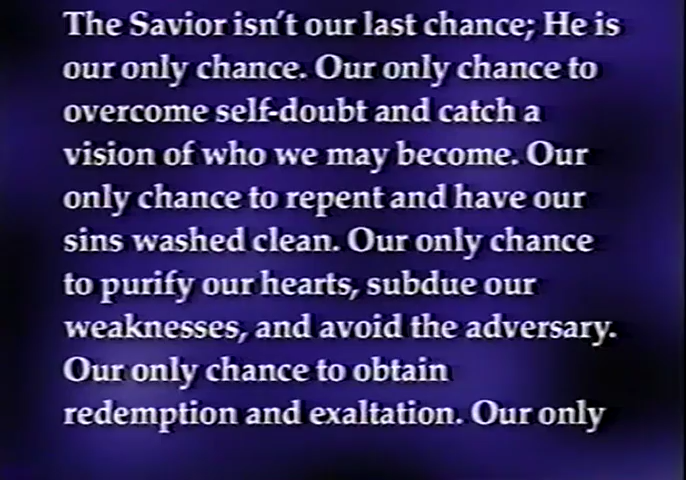 The Savior isn't our last chance; He is
our only chance. Our only chance to
overcome self-doubt and catch a
vision of who we may become. Our
only chance to repent and have our
sins washed clean. Our only chance
to purify our hearts, subdue our
weaknesses, and avoid the adversary.
Our only chance to obtain
redemption and exaltation. Our only